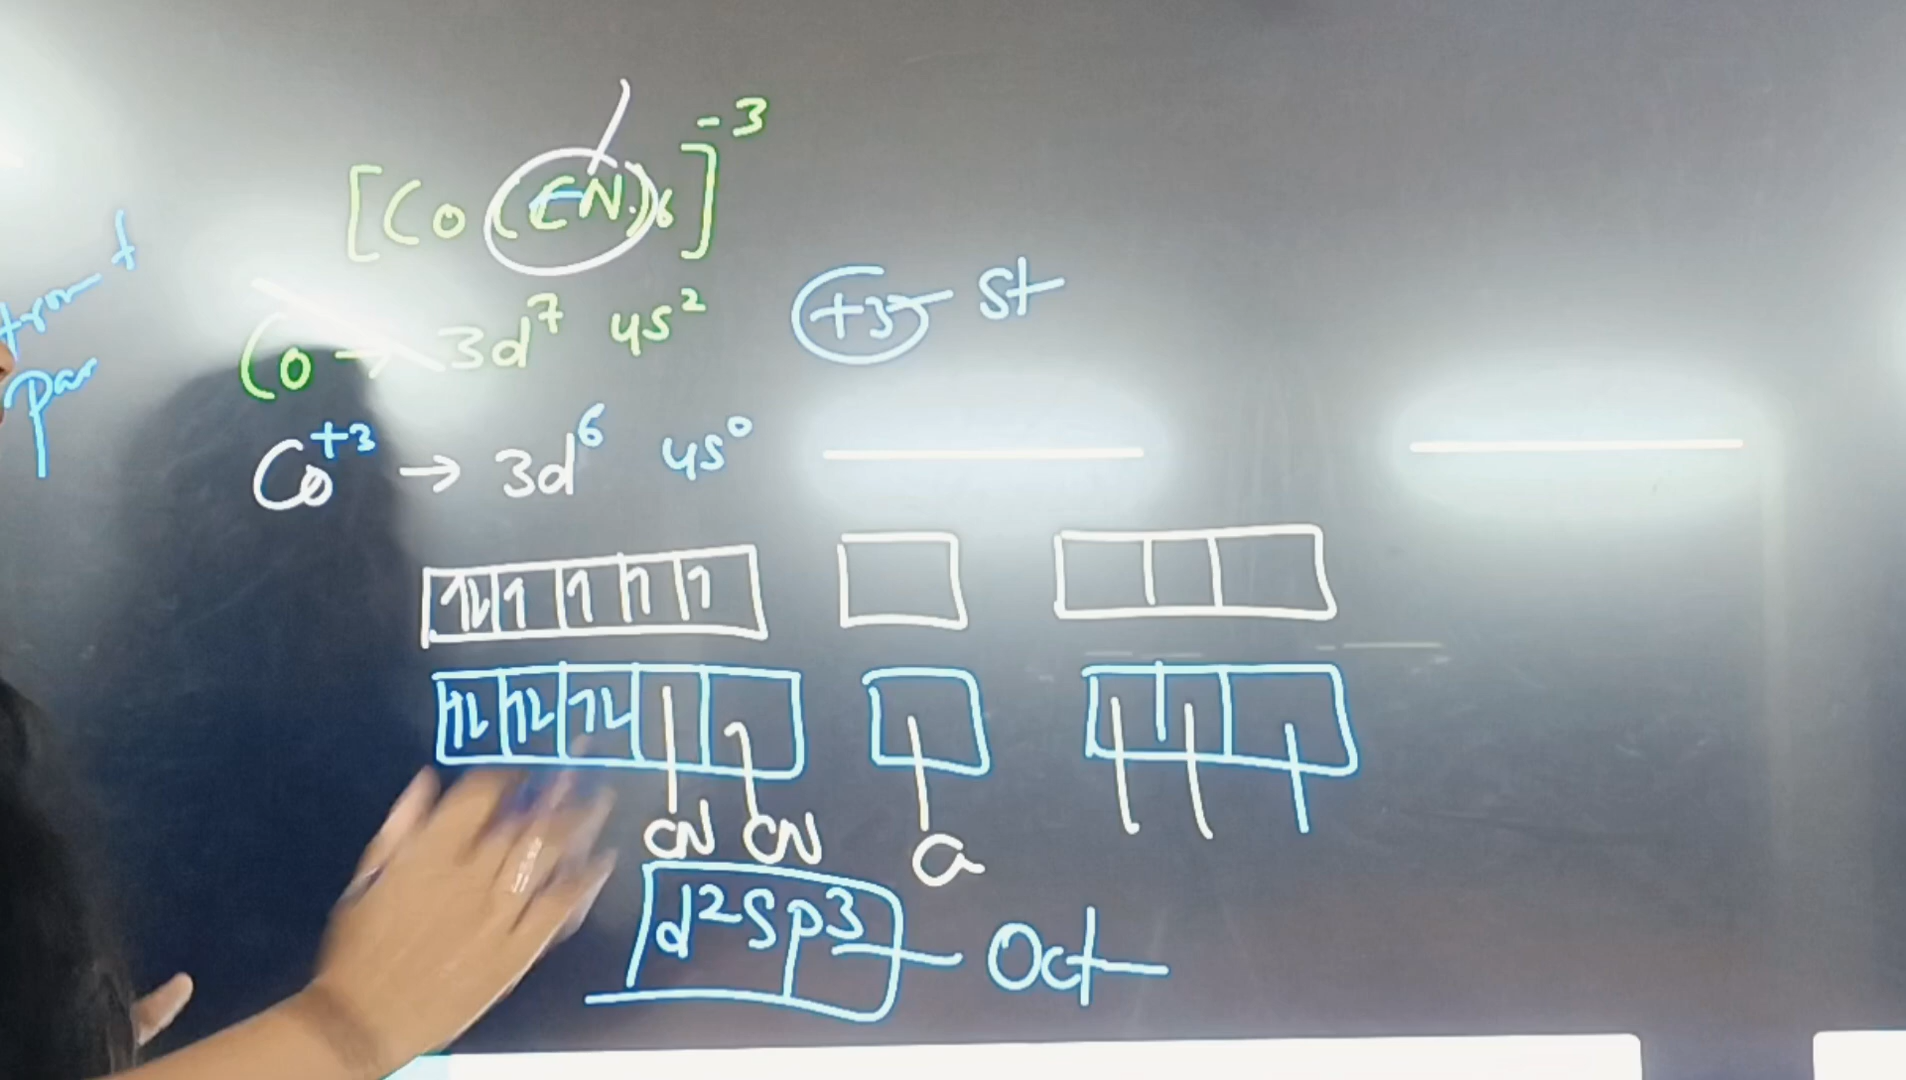 [Co(CN)6]-3
Co → 3d7 4s2
+3 st
Co+3 → 3d6 4s0
CN CN
d2sp3 Oct